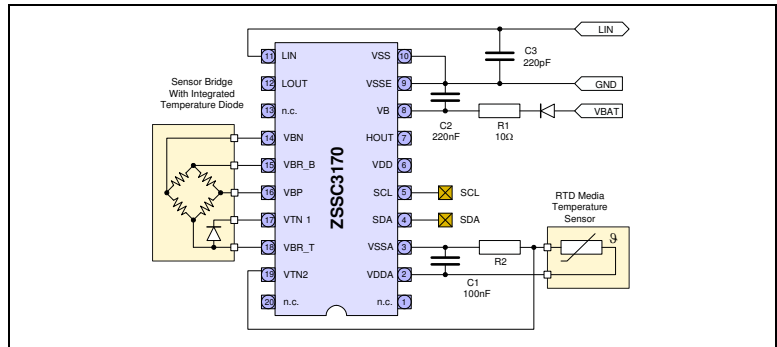 LIN
C3
220pF
11 LIN VSS 10
12 LOUT VSSE 9
GND
Sensor Bridge
With Integrated
Temperature Diode
13 n.c. VB 8
C2
220nF
R1
10Ω
VBAT
14 VBN HOUT 7
15 VBR_B VDD 6
16 VBP SCL 5
SCL
17 VTN 1 SDA 4
SDA
18 VBR_T VSSA 3
R2
19 VTN2 VDDA 2
C1
100nF
20 n.c. n.c. 1
ZSSC3170
RTD Media
Temperature
Sensor
ϑ